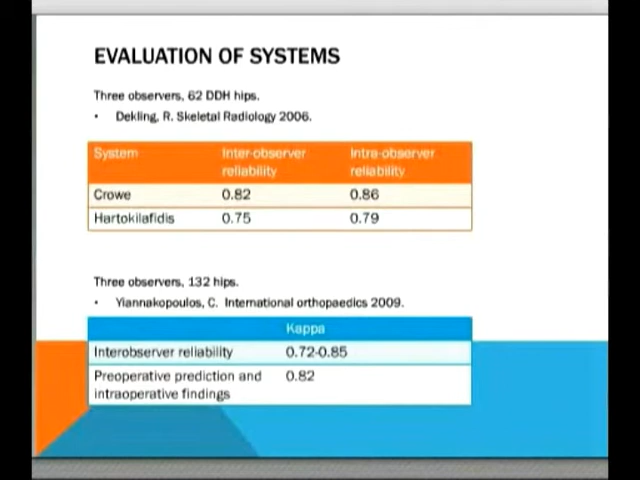 EVALUATION OF SYSTEMS
Three observers, 62 DDH hips.
• Dekling, R. Skeletal Radiology 2006.
System Inter-observer reliability Intra-observer reliability
Crowe 0.82 0.86
Hartokilafidis 0.75 0.79
Three observers, 132 hips.
• Yiannakopoulos, C. International orthopaedics 2009.
Kappa
Interobserver reliability 0.72-0.85
Preoperative prediction and 0.82
intraoperative findings